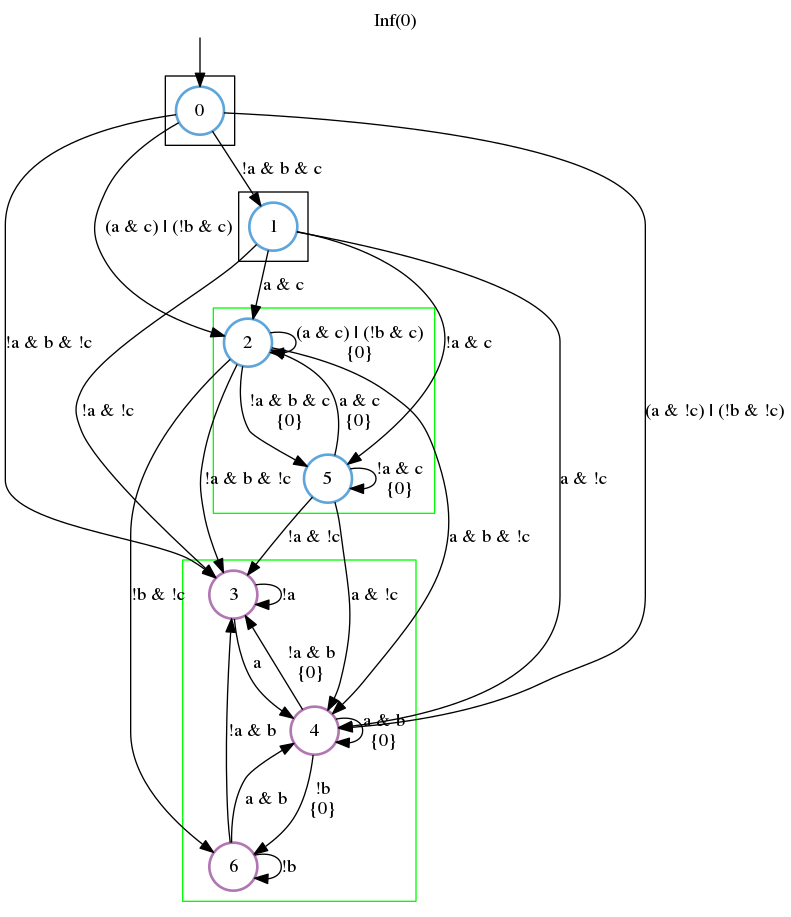 Inf(0)
0
!a & b & c
(a & c) | (!b & c)
1
a & c
!a & b & !c
!a & !c
2
(a & c) | (!b & c)
{0}
!a & c
!a & b & c
{0}
a & c
{0}
(a & !c) | (!b & !c)
!a & b & !c
5
!a & c
{0}
a & !c
!a & !c
a & b & !c
!b & !c
3
!a
a & !c
a
!a & b
{0}
!a & b
4
a & b
{0}
a & b
!b
{0}
6
!b